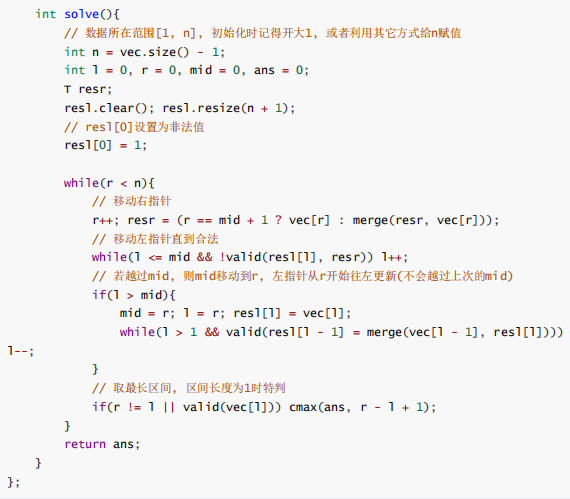 int solve(){
// 数据所在范围[1, n], 初始化时记得开大1, 或者利用其它方式给n赋值
int n = vec.size() - 1;
int l = 0, r = 0, mid = 0, ans = 0;
T resr;
resl.clear(); resl.resize(n + 1);
// resl[0]设置为非法值
resl[0] = 1;
while(r < n){
// 移动右指针
r++; resr = (r == mid + 1 ? vec[r] : merge(resr, vec[r]));
// 移动左指针直到合法
while(l <= mid && !valid(resl[l], resr)) l++;
// 若越过mid, 则mid移动到r, 左指针从r开始往左更新(不会越过上次的mid)
if(l > mid){
mid = r; l = r; resl[l] = vec[l];
while(l > 1 && valid(resl[l - 1] = merge(vec[l - 1], resl[l])))
l--;
}
// 取最长区间, 区间长度为1时特判
if(r != l || valid(vec[l])) cmax(ans, r - l + 1);
}
return ans;
}
};